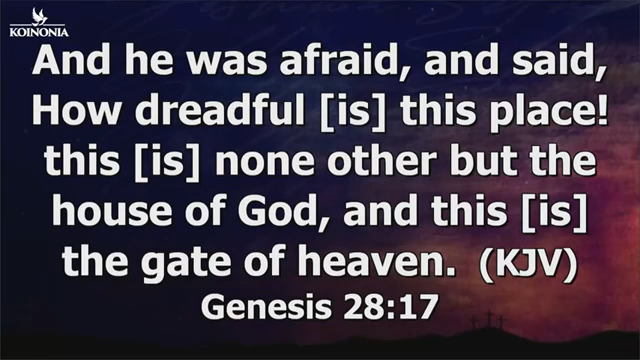 KOINONIA
And he was afraid, and said,
How dreadful [is] this place!
this [is] none other but the
house of God, and this [is]
the gate of heaven. (KJV)
Genesis 28:17